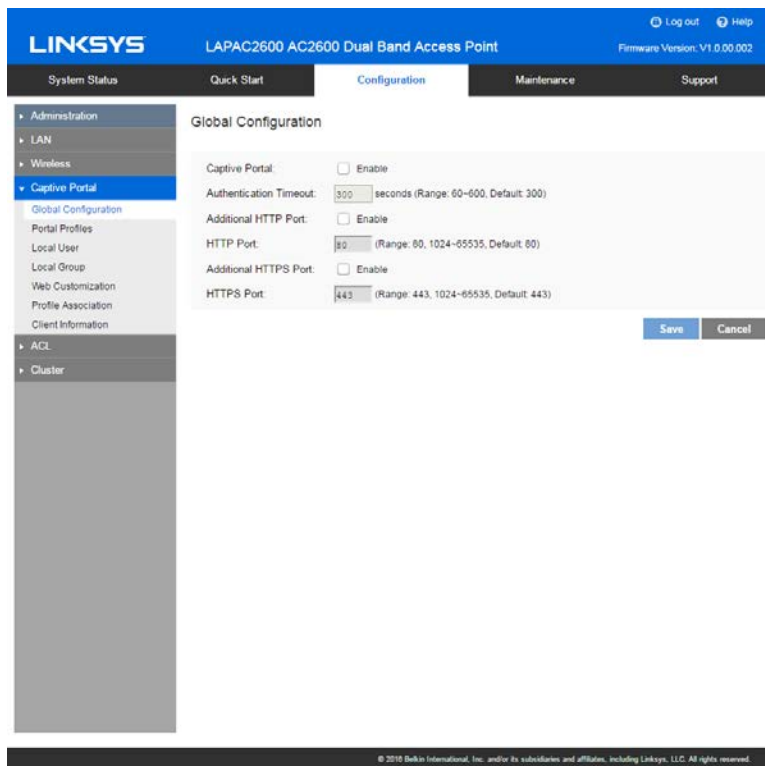 Log out Help
LINKSYS LAPAC2600 AC2600 Dual Band Access Point Firmware Version: V1.0.00.002
System Status Quick Start Configuration Maintenance Support
Administration
LAN
Wireless
Captive Portal
Global Configuration
Portal Profiles
Local User
Local Group
Web Customization
Profile Association
Client Information
ACL
Cluster
Global Configuration
Captive Portal: Enable
Authentication Timeout: 300 seconds (Range: 60~600, Default: 300)
Additional HTTP Port: Enable
HTTP Port: 80 (Range: 80, 1024~65535, Default: 80)
Additional HTTPS Port: Enable
HTTPS Port: 443 (Range: 443, 1024~65535, Default: 443)
Save Cancel
© 2016 Belkin International, Inc. and/or its subsidiaries and affiliates, including Linksys, LLC. All rights reserved.